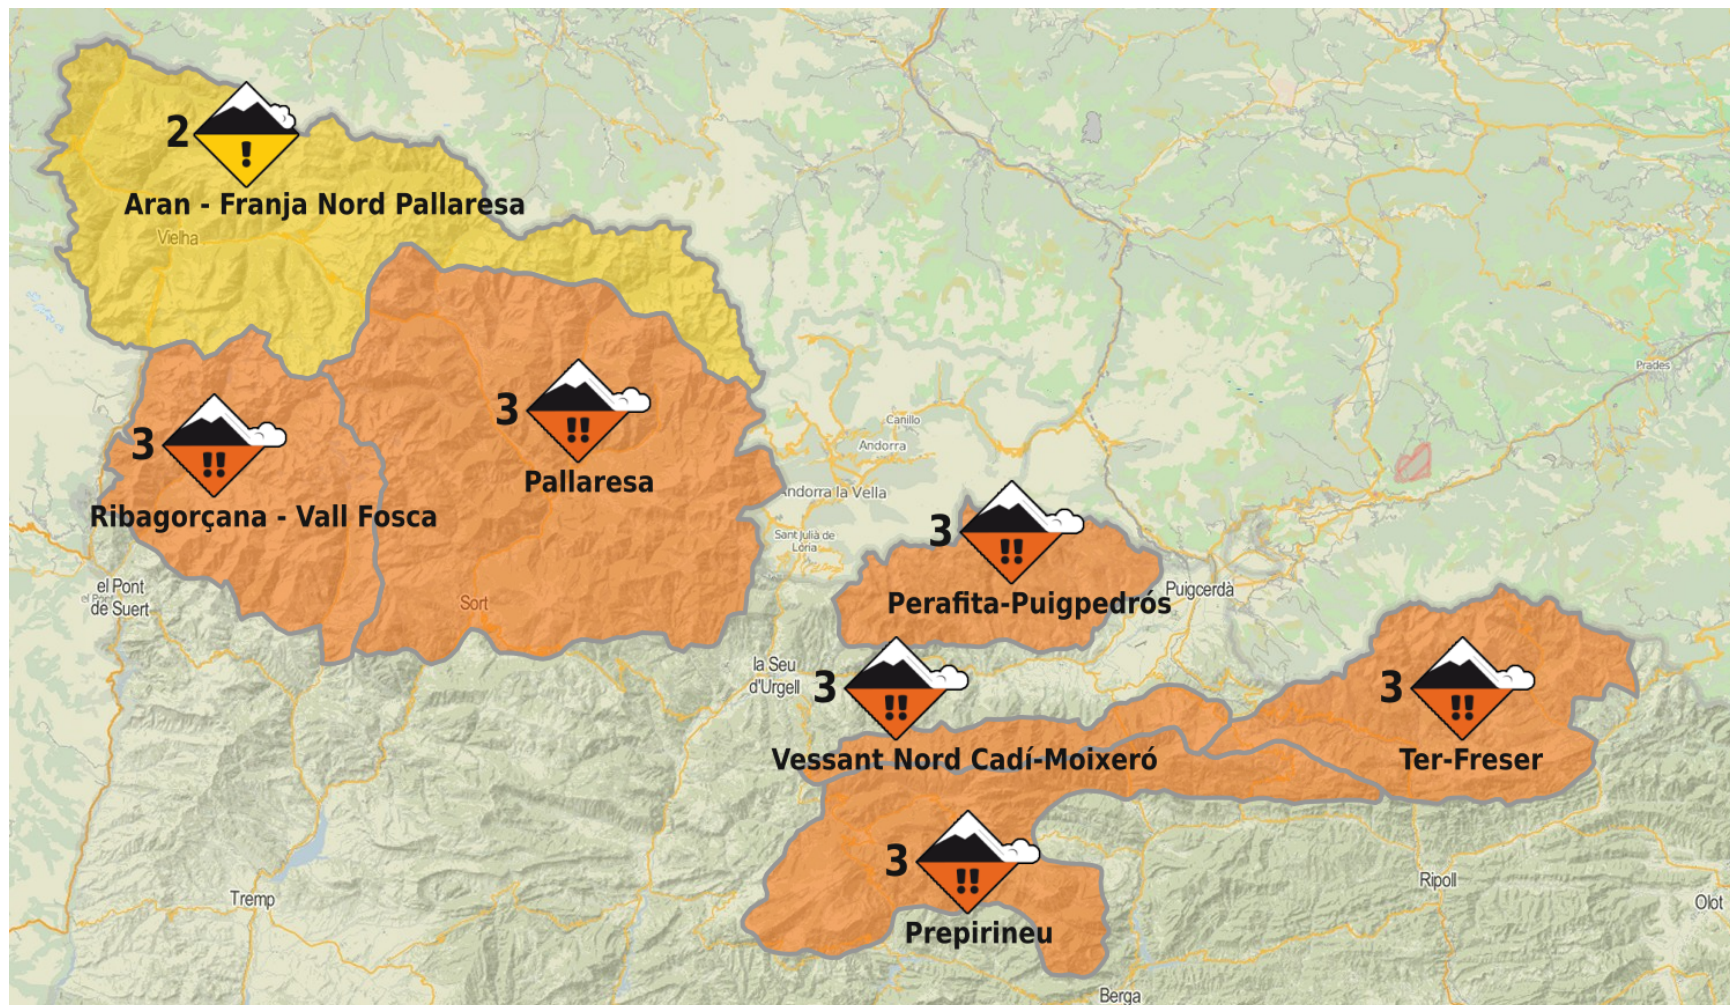 2
!
Aran - Franja Nord Pallaresa
Vielha
Prades
3
!!
Pallaresa
3
!!
Ribagorçana - Vall Fosca
Canillo
Andorra
Andorra la Vella
Sant Julià de
Lòria
3
!!
Perafita-Puigpedrós
Puigcerdà
el Pont
de Suert
Sort
la Seu
d'Urgell
3
!!
Vessant Nord Cadí-Moixeró
3
!!
Ter-Freser
3
!!
Prepirineu
Tremp
Ripoll
Olot
Berga